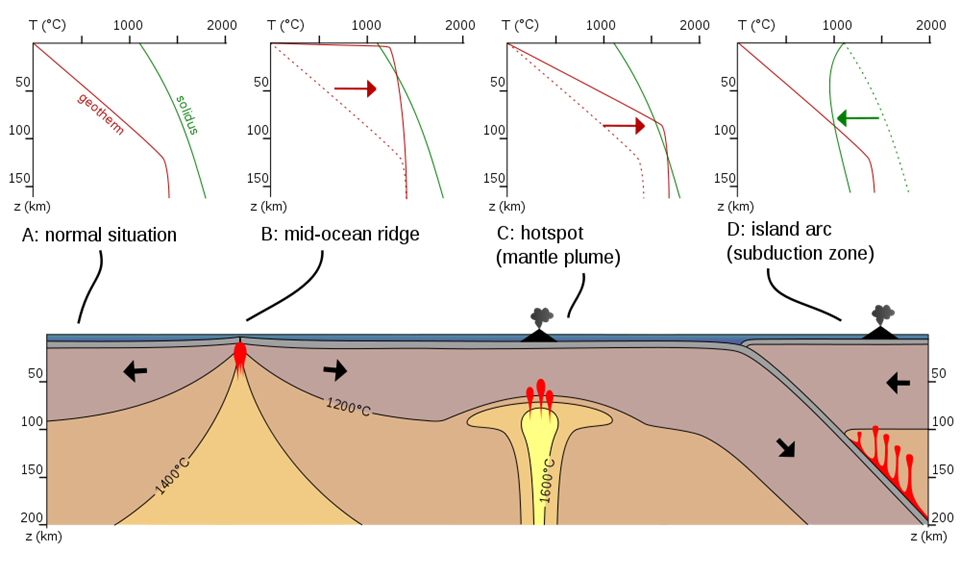 T (°C) 1000 2000
50
100
150
z (km)
geotherm
solidus
T (°C) 1000 2000
50
100
150
z (km)
T (°C) 1000 2000
50
100
150
z (km)
T (°C) 1000 2000
50
100
150
z (km)
A: normal situation
B: mid-ocean ridge
C: hotspot
(mantle plume)
D: island arc
(subduction zone)
50
100
150
200
z (km)
1400°C
1200°C
1600°C
50
100
150
200
z (km)